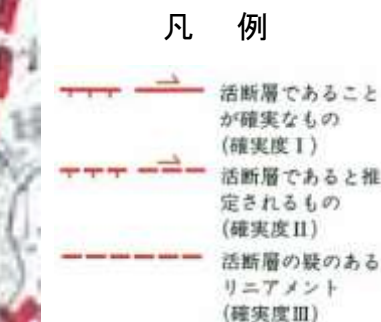 凡　例
活断層であること
が確実なもの
(確実度Ⅰ)
活断層であると推
定されるもの
(確実度Ⅱ)
活断層の疑のある
リニアメント
(確実度Ⅲ)